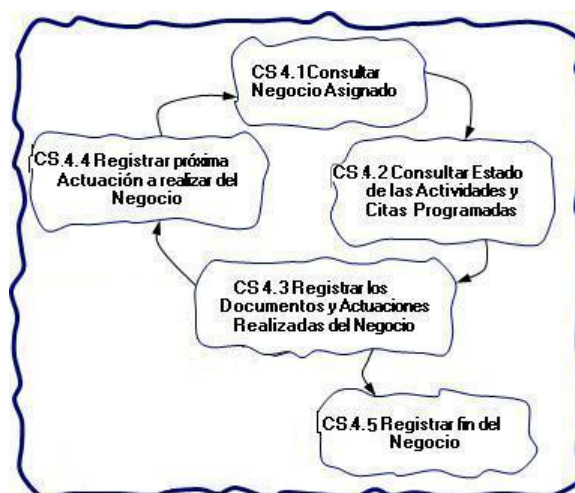 CS 4.1 Consultar
Negocio Asignado
CS.4.4 Registrar próxima
Actuación a realizar del
Negocio
CS 4.2 Consultar Estado
de las Actividades y
Citas Programadas
CS 4.3 Registrar los
Documentos y Actuaciones
Realizadas del Negocio
CS.4.5 Registrar fin del
Negocio